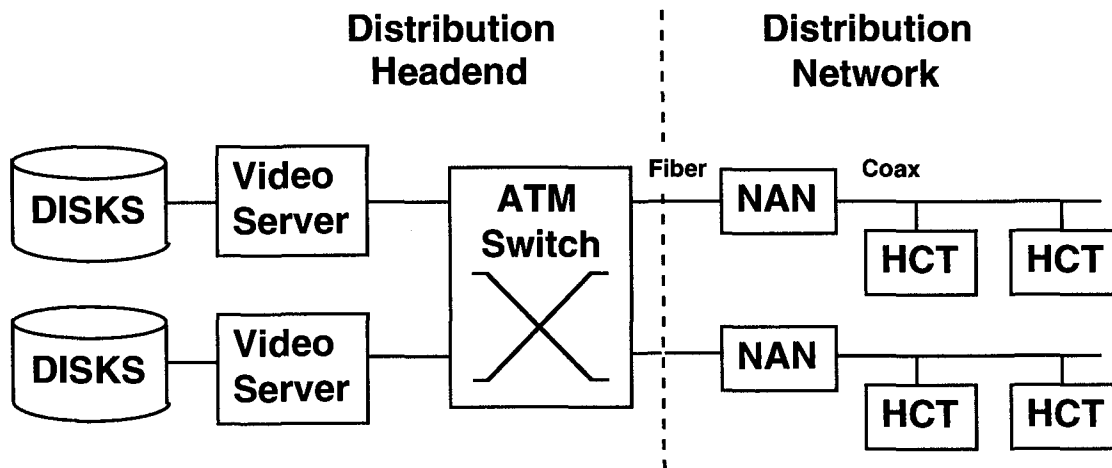 Distribution
Headend
Distribution
Network
DISKS
Video
Server
ATM
Switch
Fiber
NAN
Coax
HCT
HCT
DISKS
Video
Server
NAN
HCT
HCT